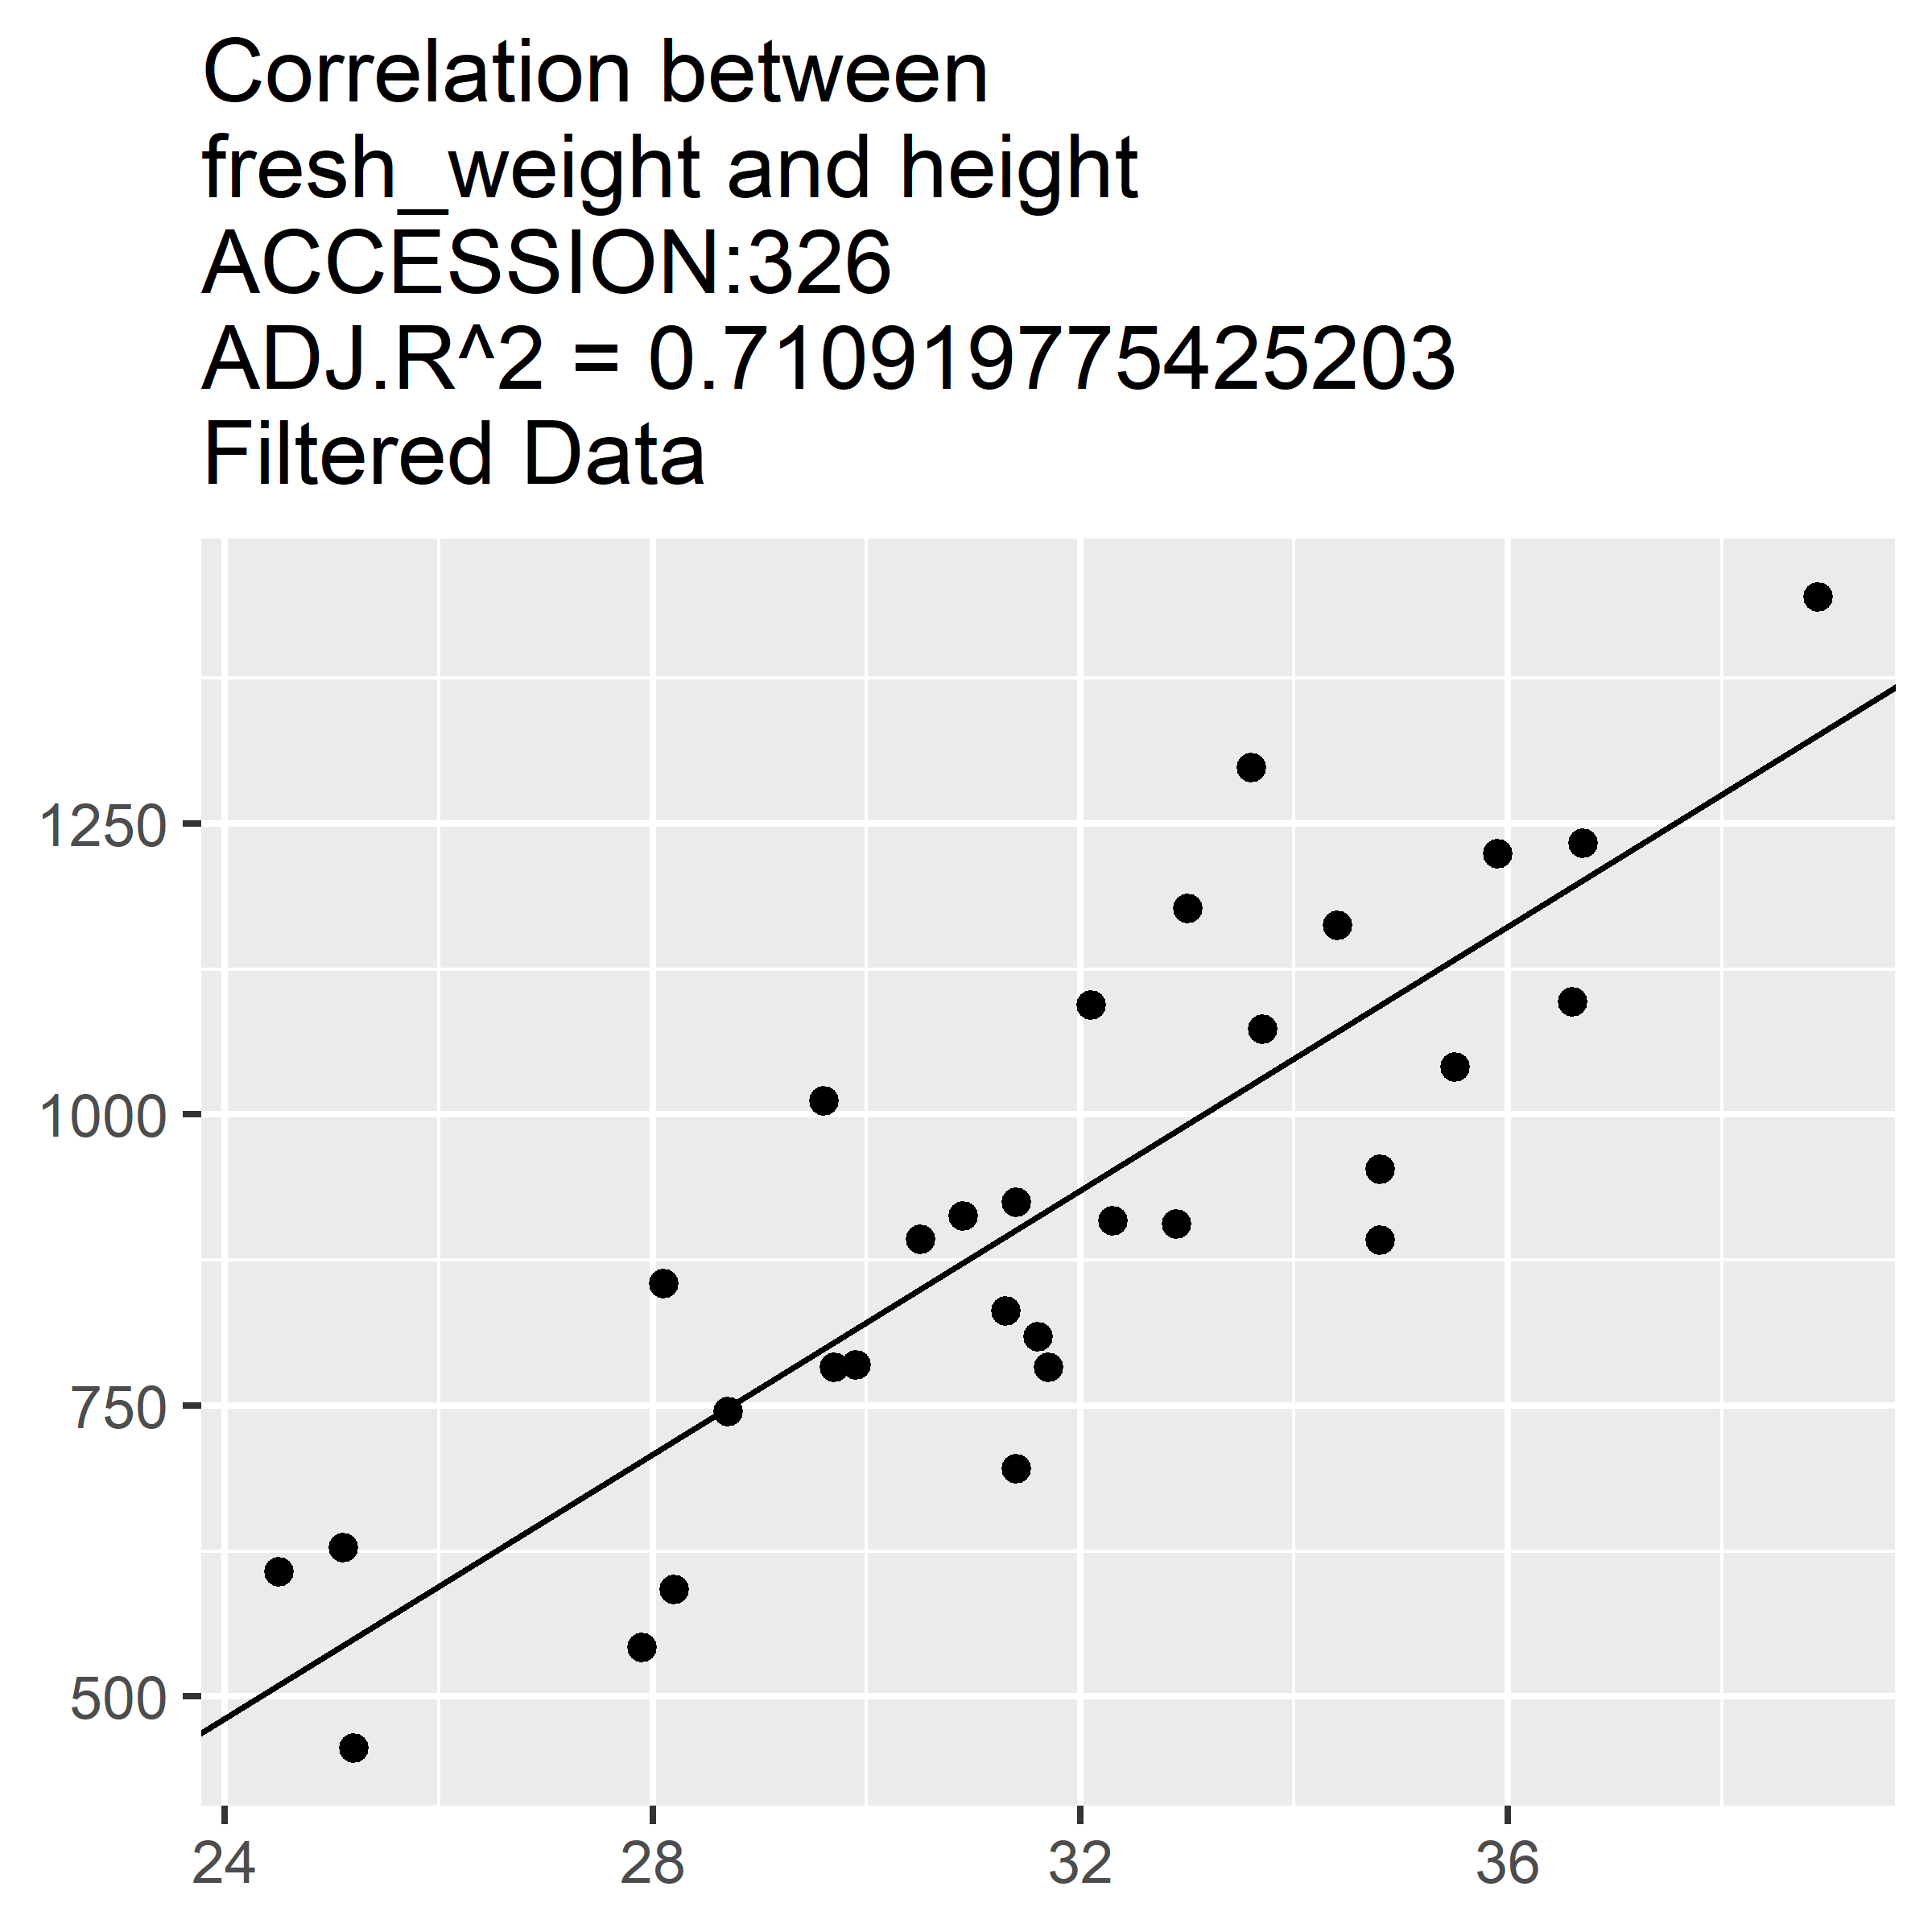 Correlation between
fresh_weight and height
ACCESSION:326
ADJ.R^2 = 0.710919775425203
Filtered Data
1250
1000
750
500
24 28 32 36